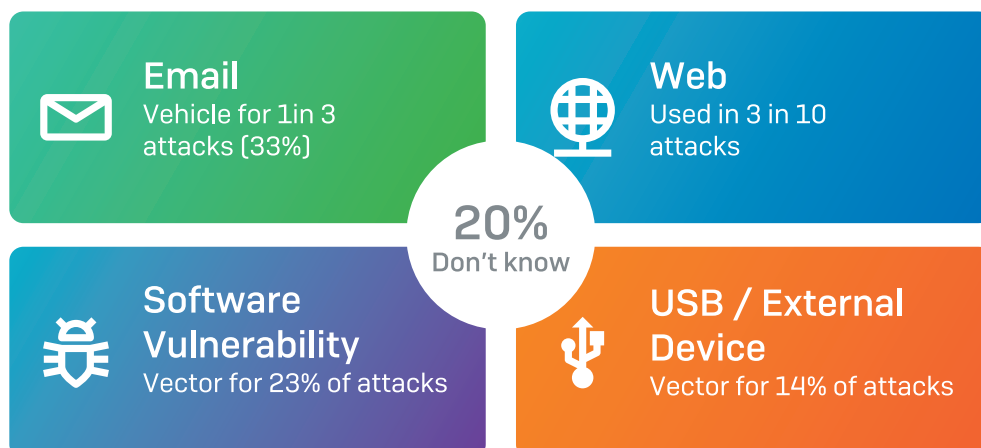 Email
Vehicle for 1in 3
attacks (33%)
Web
Used in 3 in 10
attacks
20%
Don't know
Software
Vulnerability
Vector for 23% of attacks
USB / External
Device
Vector for 14% of attacks